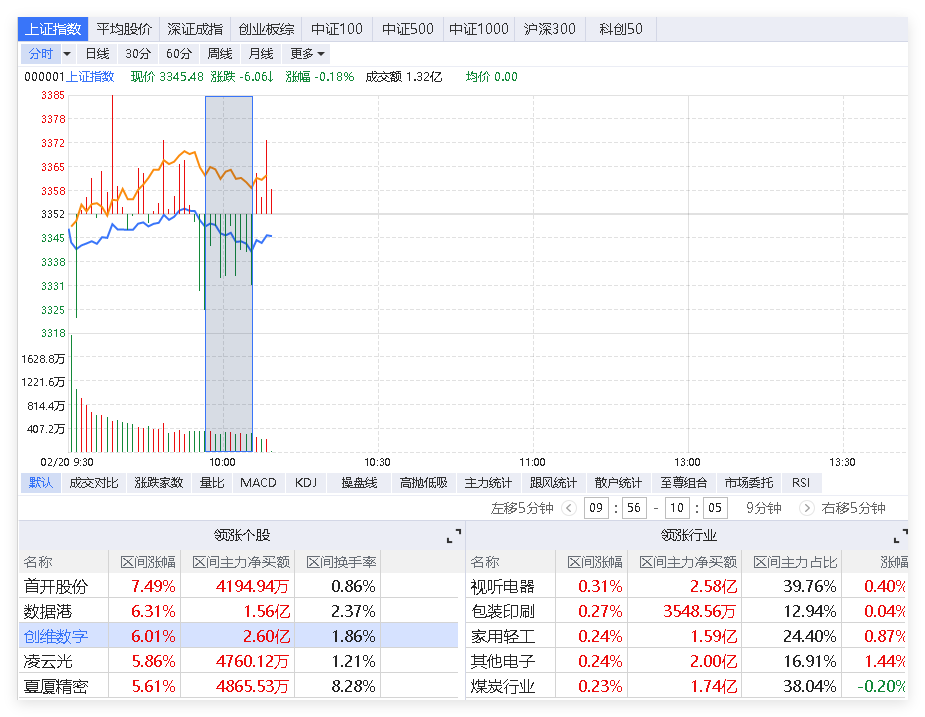 上证指数 平均股价 深证成指 创业板综 中证100 中证500 中证1000 沪深300 科创50
分时 日线 30分 60分 周线 月线 更多
000001上证指数 现价 3345.48 涨跌 -6.06↓ 涨幅 -0.18% 成交额 1.32亿 均价 0.00
3385
3378
3372
3365
3358
3352
3345
3338
3331
3325
3318
1628.8万
1221.6万
814.4万
407.2万
02/20 9:30 10:00 10:30 11:00 13:00 13:30
默认 成交对比 涨跌家数 量比 MACD KDJ 操盘线 高抛低吸 主力统计 跟风统计 散户统计 至尊组合 市场委托 RSI
左移5分钟 09 : 56 - 10 : 05 9分钟 右移5分钟
领涨个股 领涨行业
名称 区间涨幅 区间主力净买额 区间换手率 名称 区间涨幅 区间主力净买额 区间主力占比 涨幅
首开股份 7.49% 4194.94万 0.86% 视听电器 0.31% 2.58亿 39.76% 0.40%
数据港 6.31% 1.56亿 2.37% 包装印刷 0.27% 3548.56万 12.94% 0.04%
创维数字 6.01% 2.60亿 1.86% 家用轻工 0.24% 1.59亿 24.40% 0.87%
凌云光 5.86% 4760.12万 1.21% 其他电子 0.24% 2.00亿 16.91% 1.44%
夏厦精密 5.61% 4865.53万 8.28% 煤炭行业 0.23% 1.74亿 38.04% -0.20%